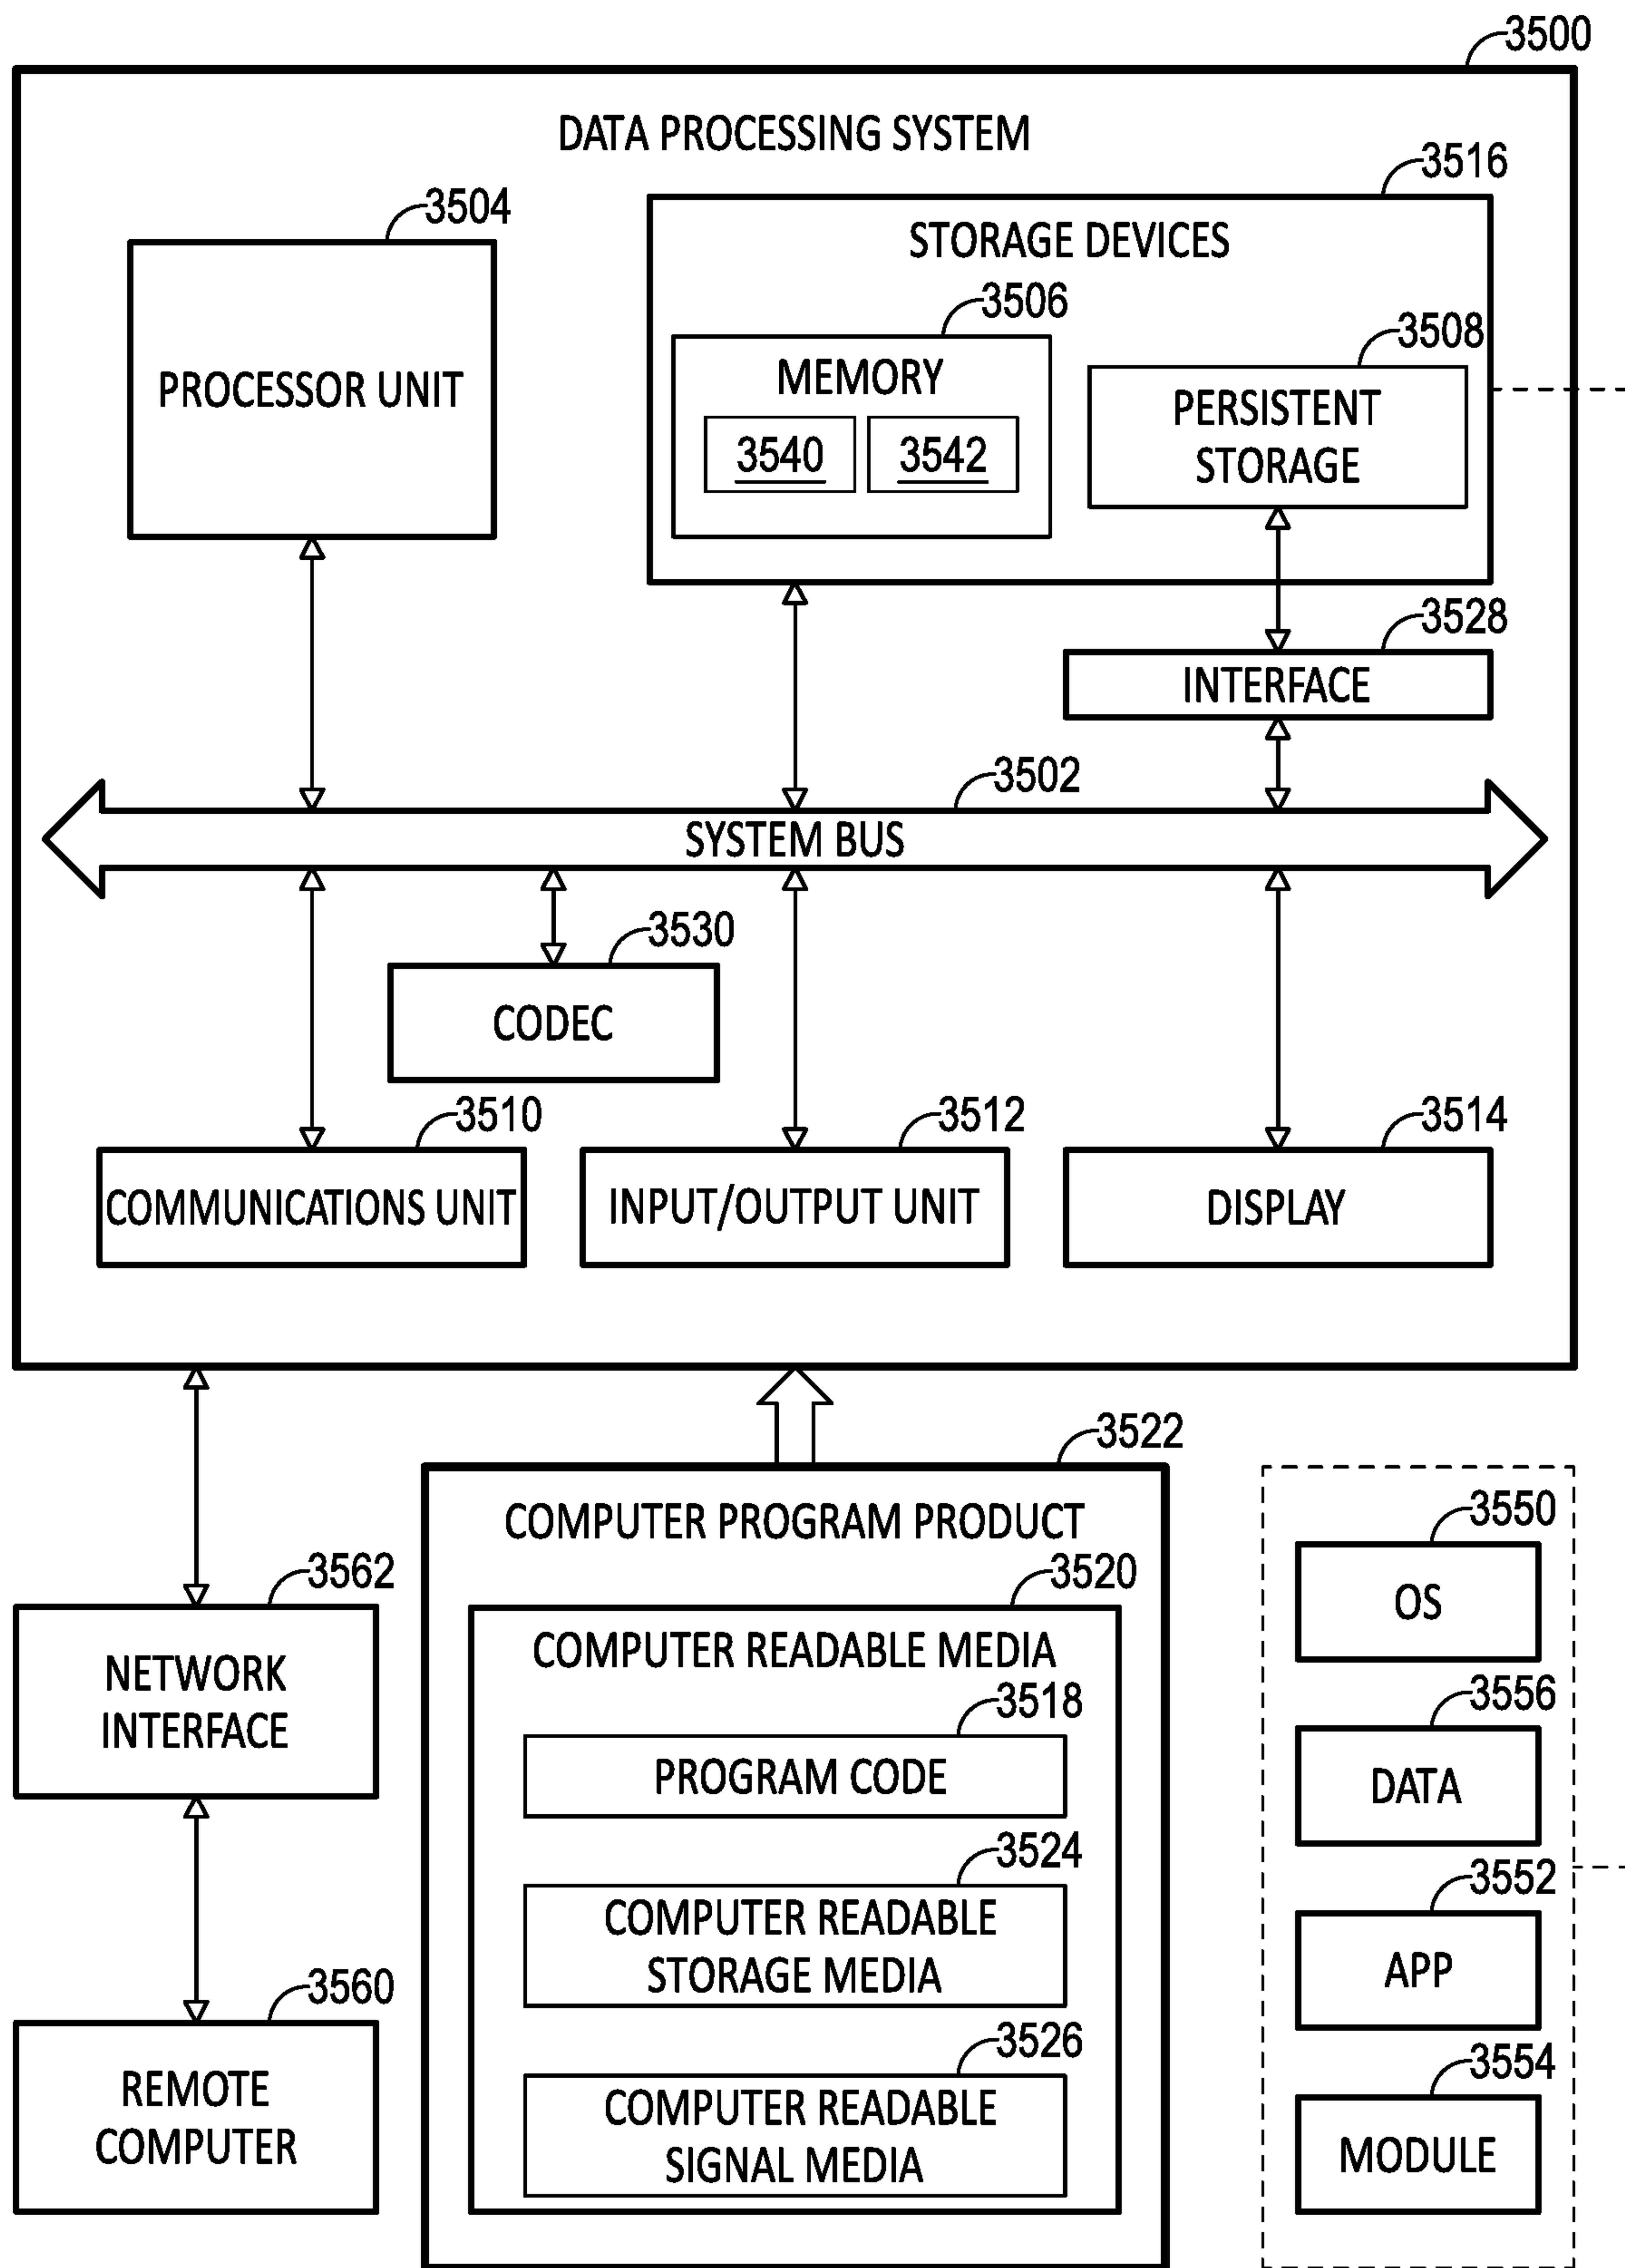 3500
DATA PROCESSING SYSTEM
3516
3504
STORAGE DEVICES
3506
3508
PROCESSOR UNIT
MEMORY
3540
3542
PERSISTENT
STORAGE
3528
INTERFACE
3502
SYSTEM BUS
3530
CODEC
3510
3512
3514
COMMUNICATIONS UNIT
INPUT/OUTPUT UNIT
DISPLAY
3522
COMPUTER PROGRAM PRODUCT
3520
COMPUTER READABLE MEDIA
3518
PROGRAM CODE
3524
COMPUTER READABLE
STORAGE MEDIA
3526
COMPUTER READABLE
SIGNAL MEDIA
3562
NETWORK
INTERFACE
3560
REMOTE
COMPUTER
3550
OS
3556
DATA
3552
APP
3554
MODULE